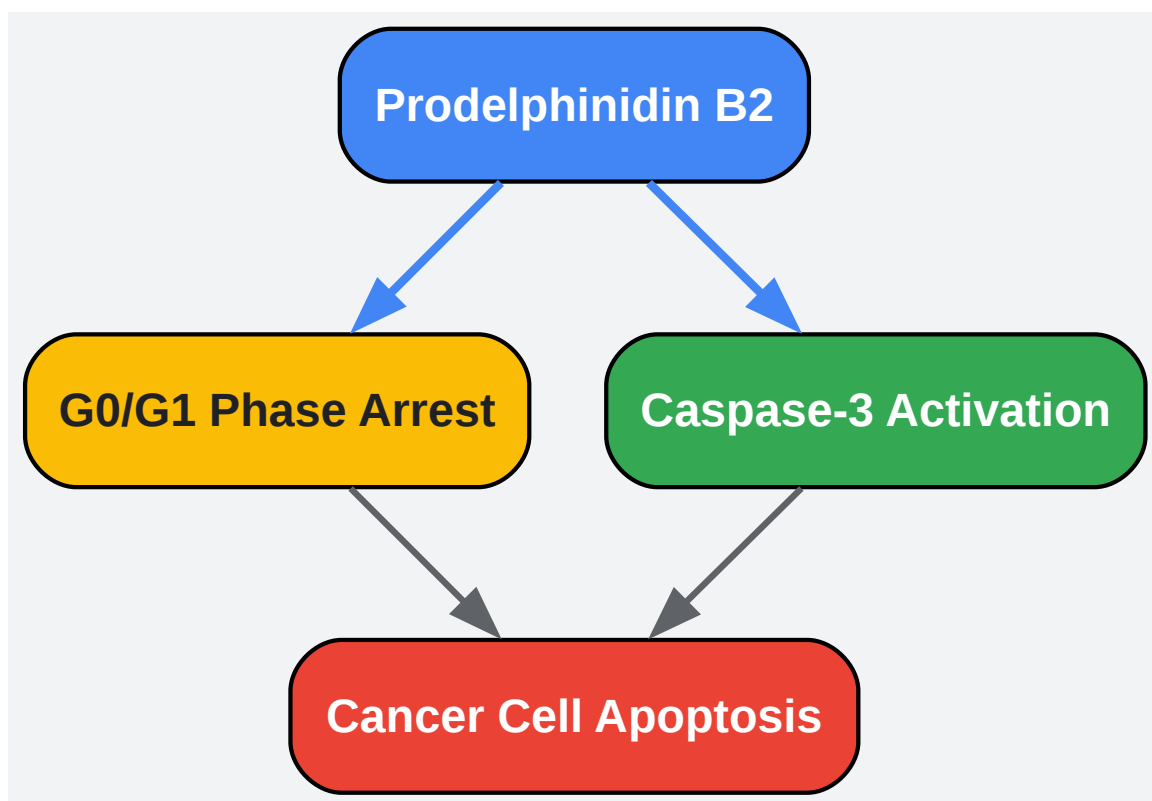 Prodelphinidin B2
G0/G1 Phase Arrest
Caspase-3 Activation
Cancer Cell Apoptosis